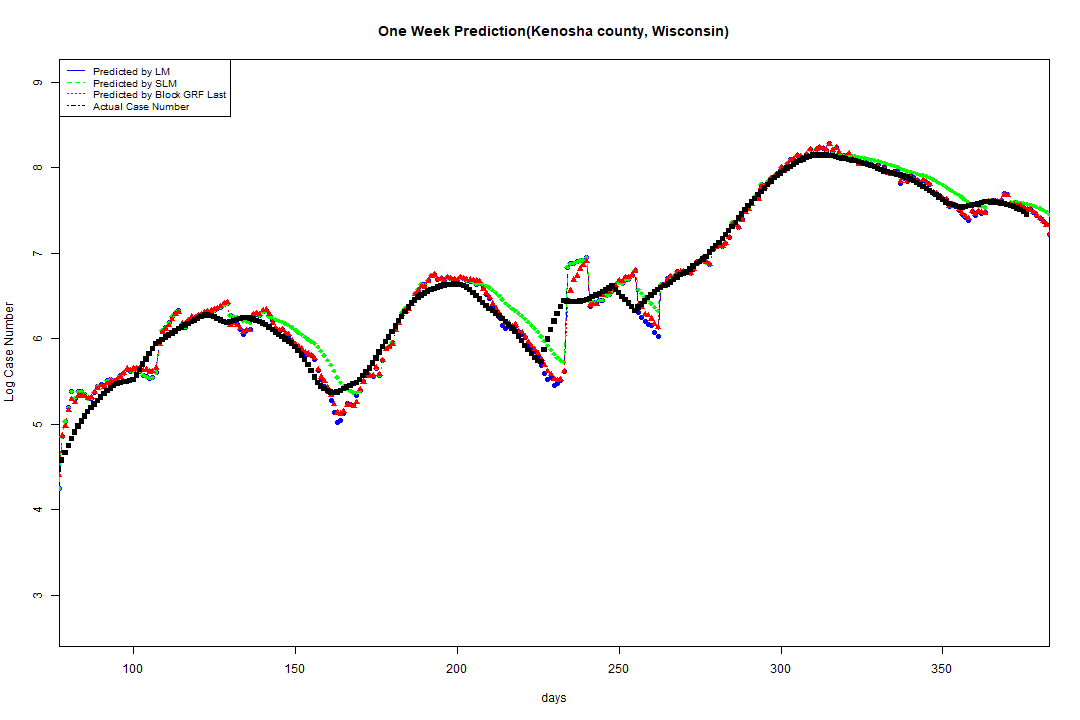 One Week Prediction(Kenosha county, Wisconsin)
Predicted by LM
Predicted by SLM
Predicted by Block GRF Last
Actual Case Number
9
8
7
6
5
4
3
Log Case Number
100 150 200 250 300 350
days